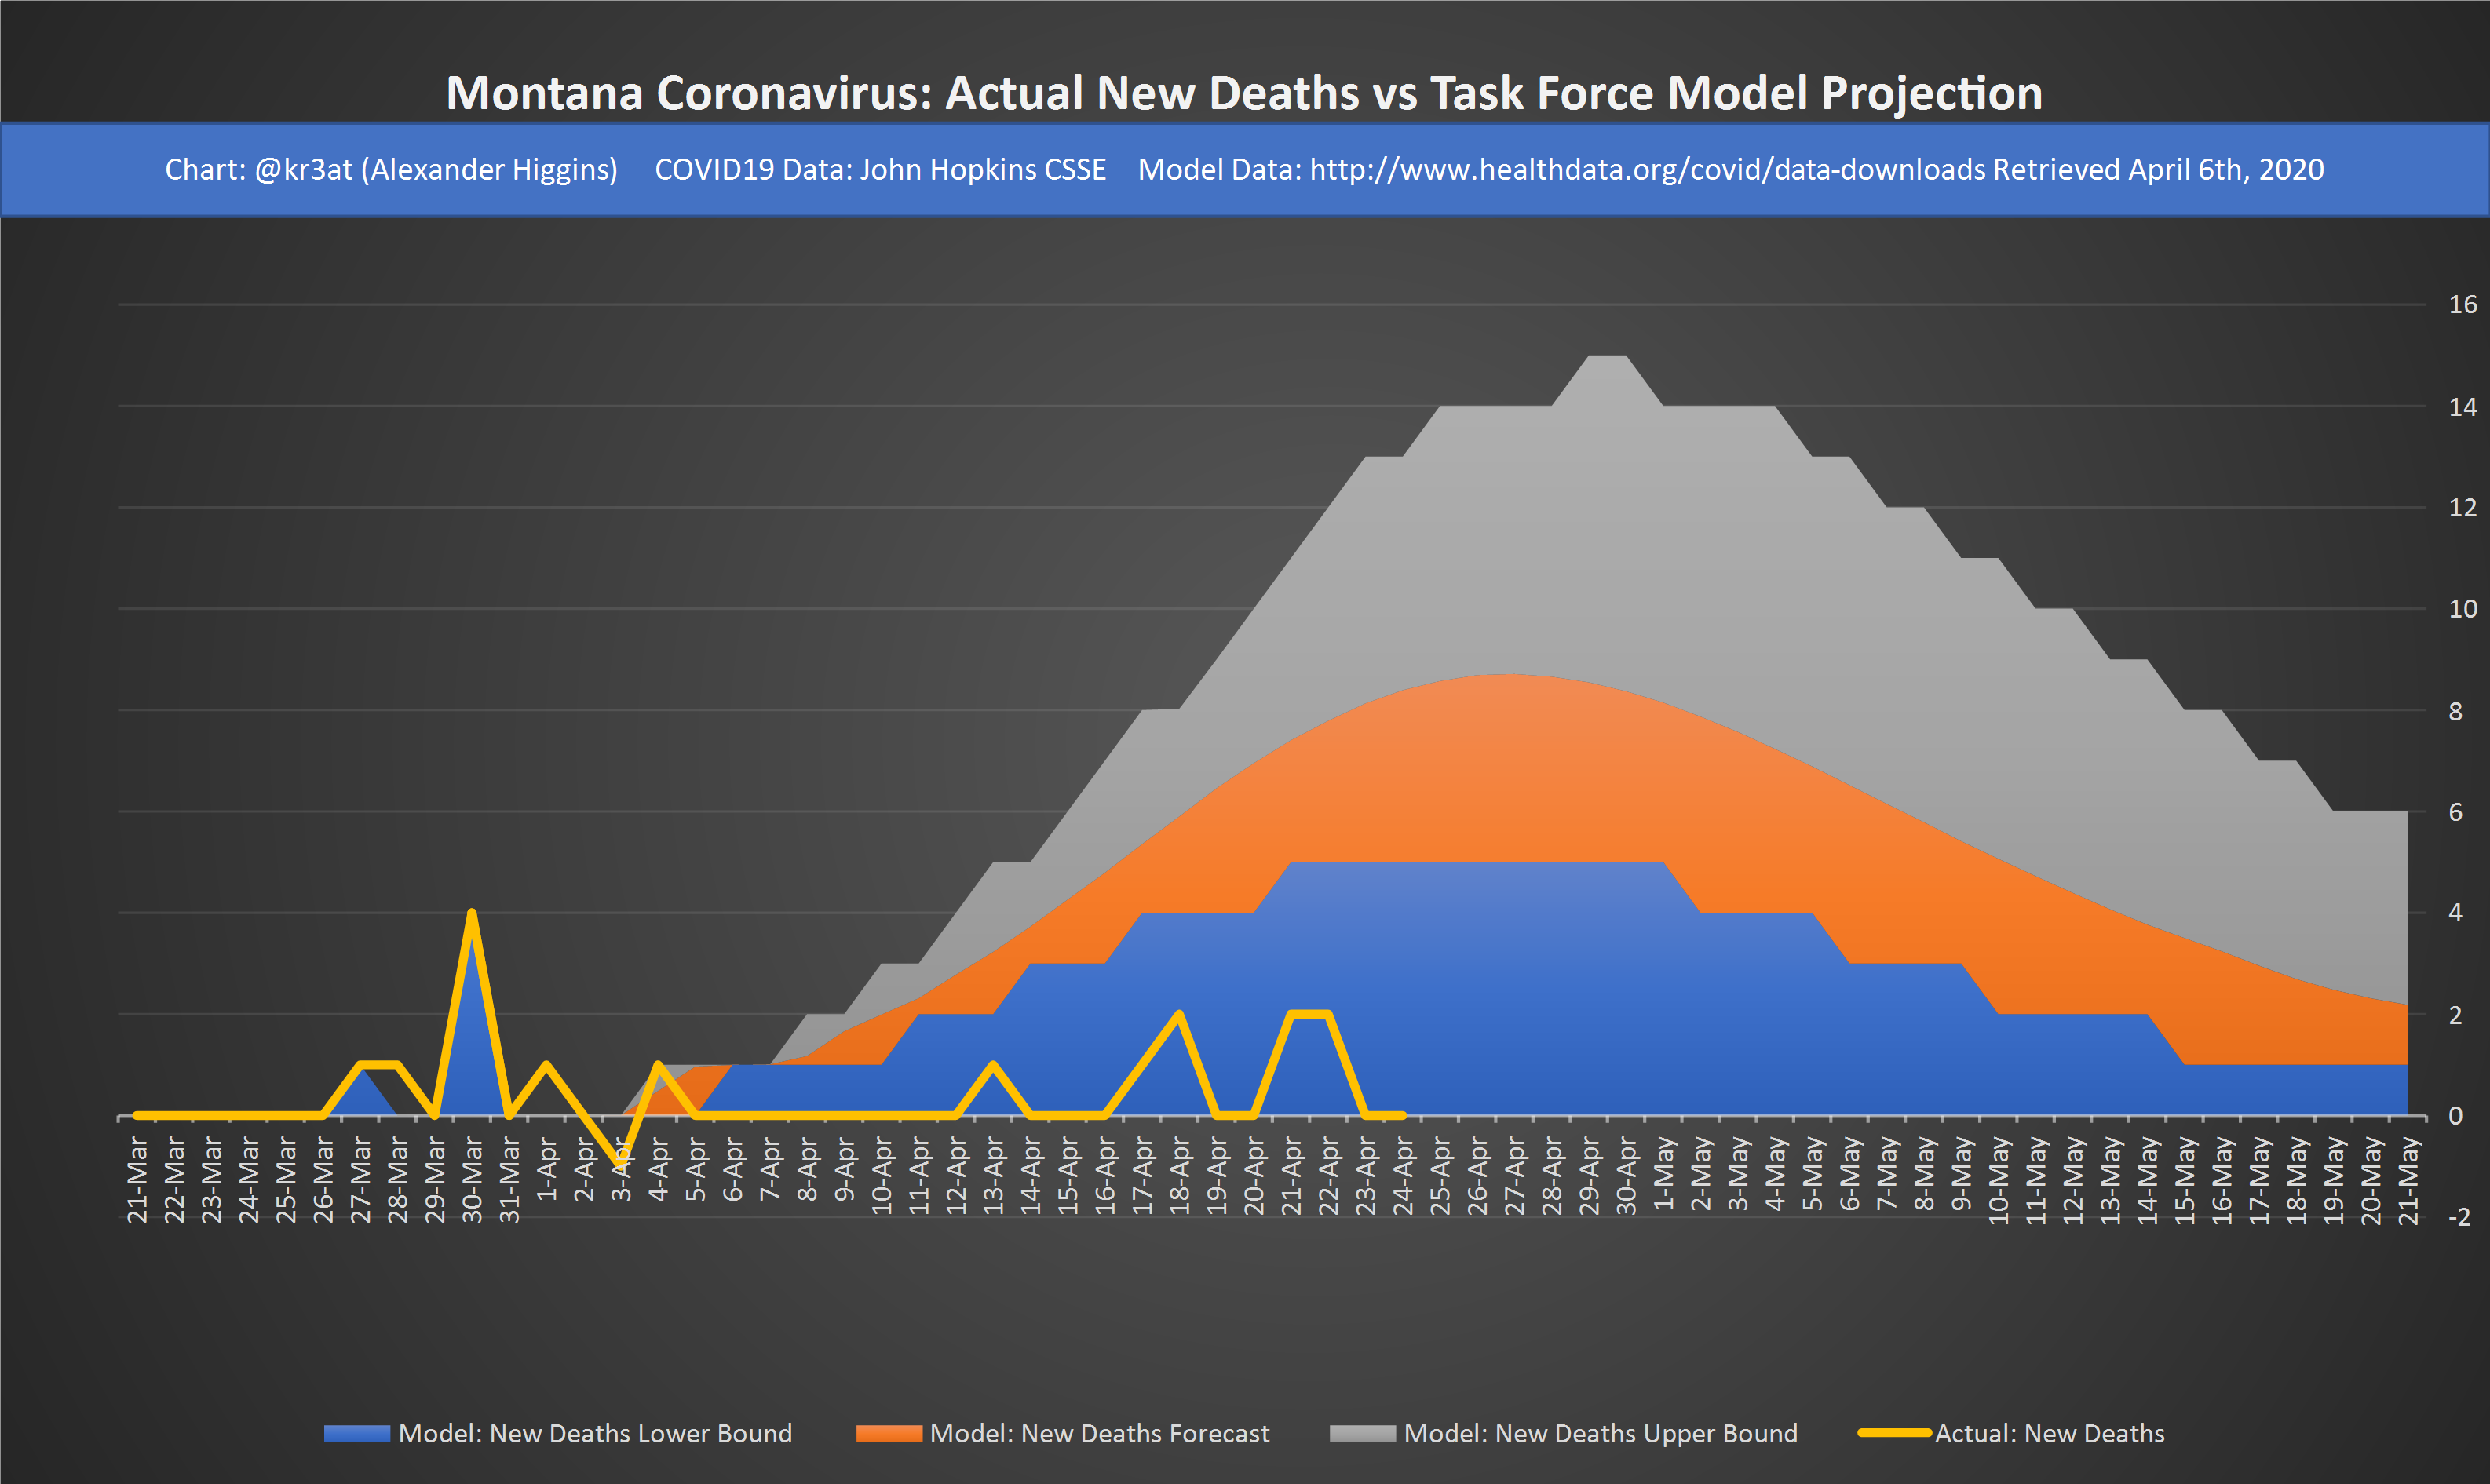 Montana Coronavirus: Actual New Deaths vs Task Force Model Projection
Chart: @kr3at (Alexander Higgins) COVID19 Data: John Hopkins CSSE Model Data: http://www.healthdata.org/covid/data-downloads Retrieved April 6th, 2020
16
14
12
10
8
6
4
2
0
-2
21-Mar
22-Mar
23-Mar
24-Mar
25-Mar
26-Mar
27-Mar
28-Mar
29-Mar
30-Mar
31-Mar
1-Apr
2-Apr
3-Apr
4-Apr
5-Apr
6-Apr
7-Apr
8-Apr
9-Apr
10-Apr
11-Apr
12-Apr
13-Apr
14-Apr
15-Apr
16-Apr
17-Apr
18-Apr
19-Apr
20-Apr
21-Apr
22-Apr
23-Apr
24-Apr
25-Apr
26-Apr
27-Apr
28-Apr
29-Apr
30-Apr
1-May
2-May
3-May
4-May
5-May
6-May
7-May
8-May
9-May
10-May
11-May
12-May
13-May
14-May
15-May
16-May
17-May
18-May
19-May
20-May
21-May
Model: New Deaths Lower Bound
Model: New Deaths Forecast
Model: New Deaths Upper Bound
Actual: New Deaths